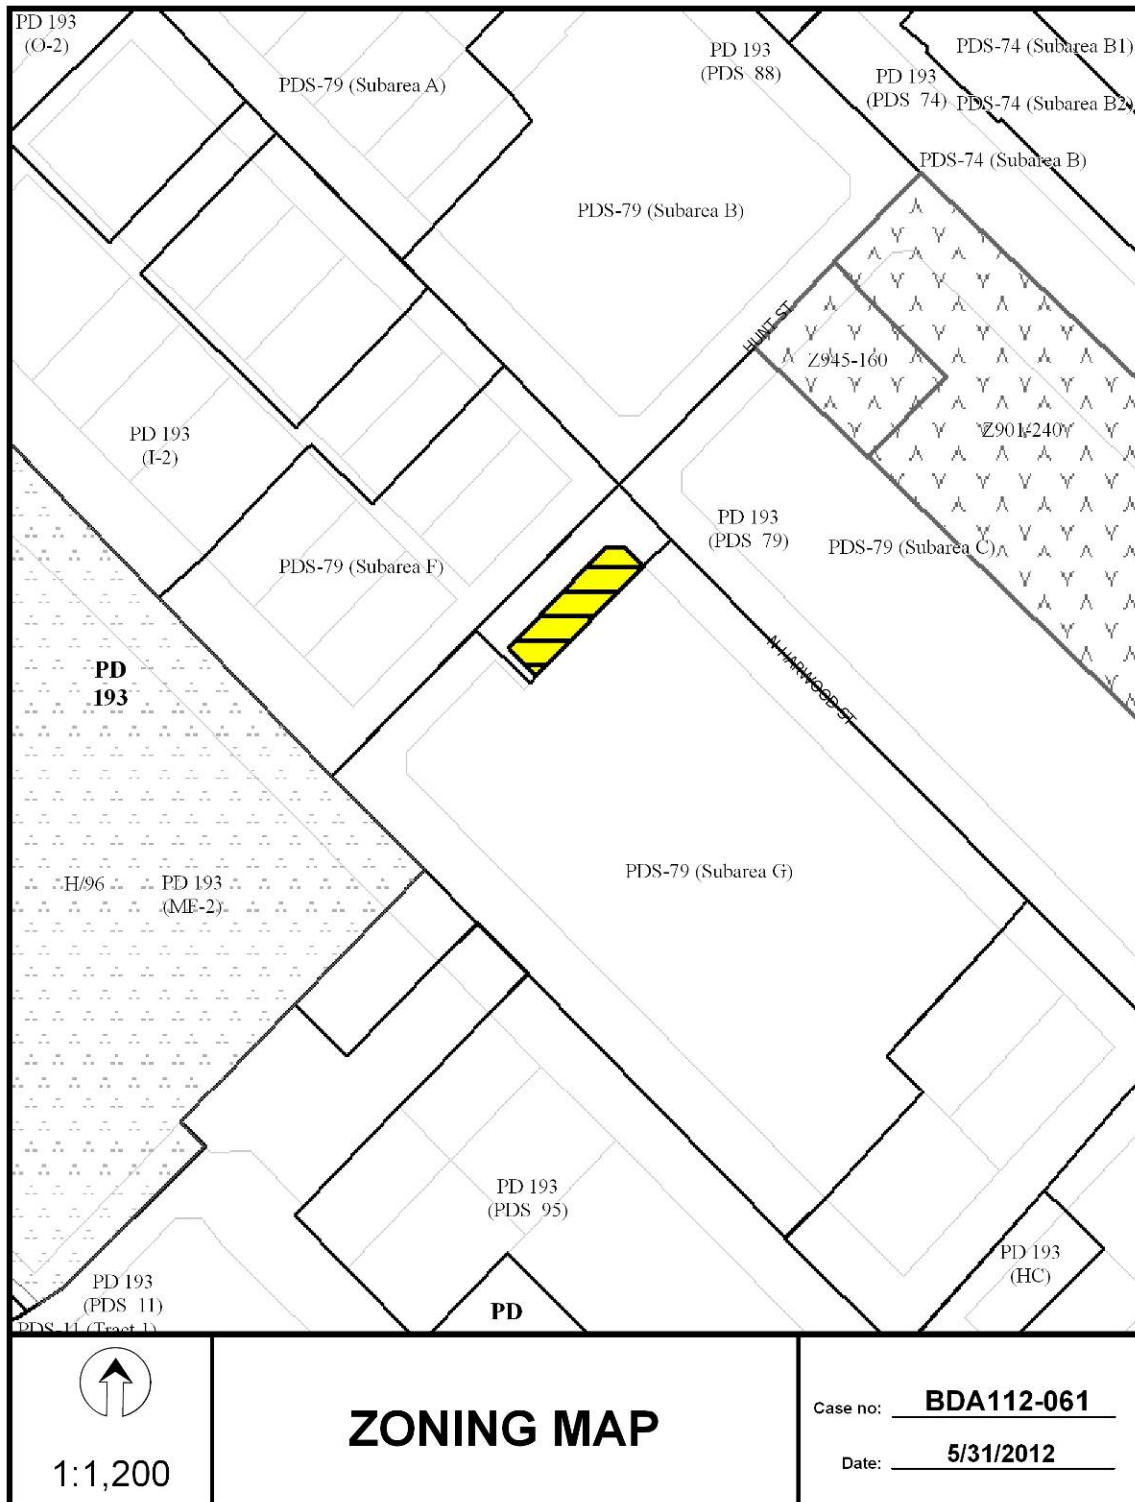 PD 193
(O-2)
PDS-79 (Subarea A)
PD 193
(PDS 88)
PDS-74 (Subarea B1)
PD 193
(PDS 74)
PDS-74 (Subarea B2)
PDS-74 (Subarea B)
PDS-79 (Subarea B)
HUNT ST.
Z945-160
Z901-240
PD 193
(I-2)
PD 193
(PDS 79)
PDS-79 (Subarea C)
PDS-79 (Subarea F)
N HARWOOD ST
PD
193
PDS-79 (Subarea G)
H/96
PD 193
(MF-2)
PD 193
(PDS 95)
PD 193
(HC)
PD 193
(PDS 11)
PDS-11 (Tract 1)
PD
1:1,200
ZONING MAP
Case no: BDA112-061
Date: 5/31/2012